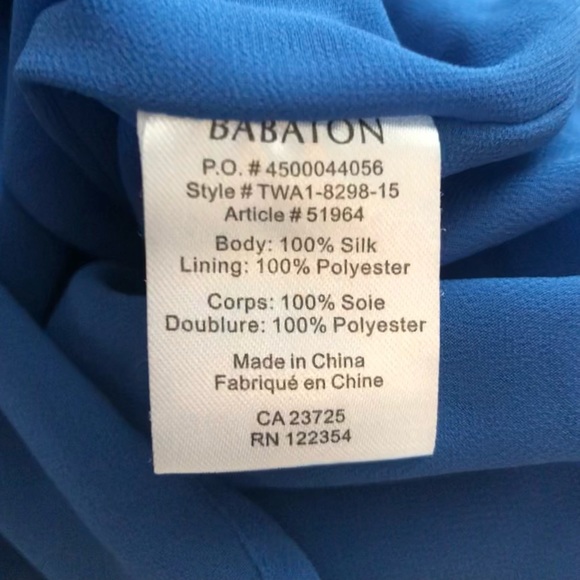 BABATON
P.O. # 4500044056
Style # TWA1-8298-15
Article # 51964
Body: 100% Silk
Lining: 100% Polyester
Corps: 100% Soie
Doublure: 100% Polyester
Made in China
Fabriqué en Chine
CA 23725
RN 122354